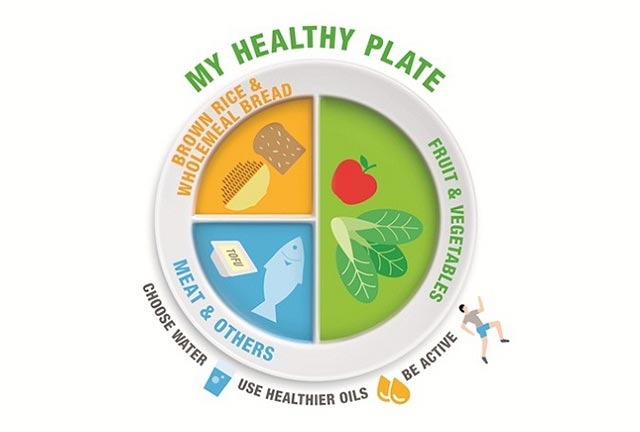 MY HEALTHY PLATE
BROWN RICE &
WHOLEMEAL BREAD
FRUIT & VEGETABLES
TOFU
MEAT & OTHERS
CHOOSE WATER
USE HEALTHIER OILS
BE ACTIVE